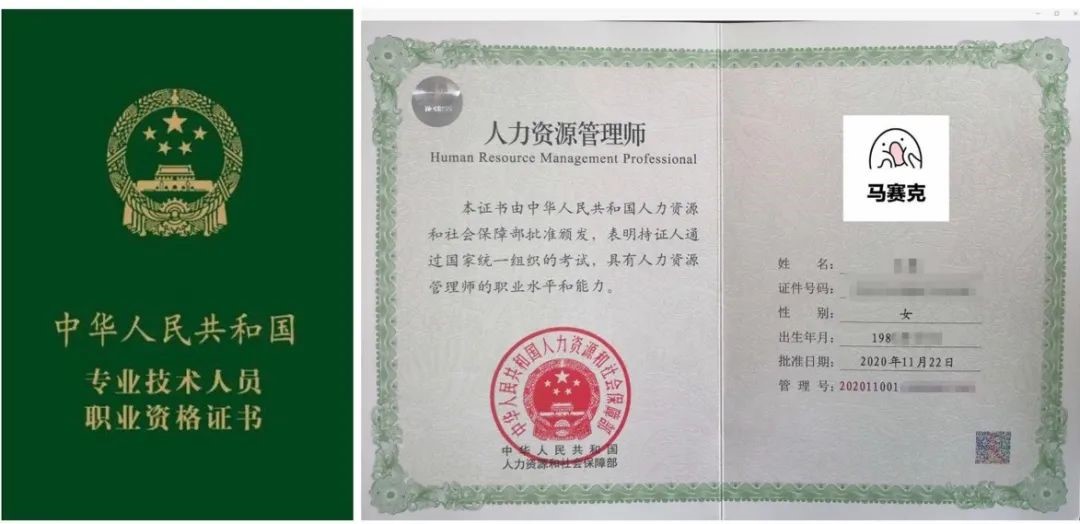 中华人民共和国
专业技术人员
职业资格证书
人力资源管理师
Human Resource Management Professional
本证书由中华人民共和国人力资源
和社会保障部批准颁发，表明持证人通
过国家统一组织的考试，具有人力资源
管理师的职业水平和能力。
中华人民共和国人力资源和社会保障部
中华人民共和国
人力资源和社会保障部
马赛克
姓名：
证件号码：
性别：女
出生年月：198
批准日期：2020年11月22日
管理号：202011001